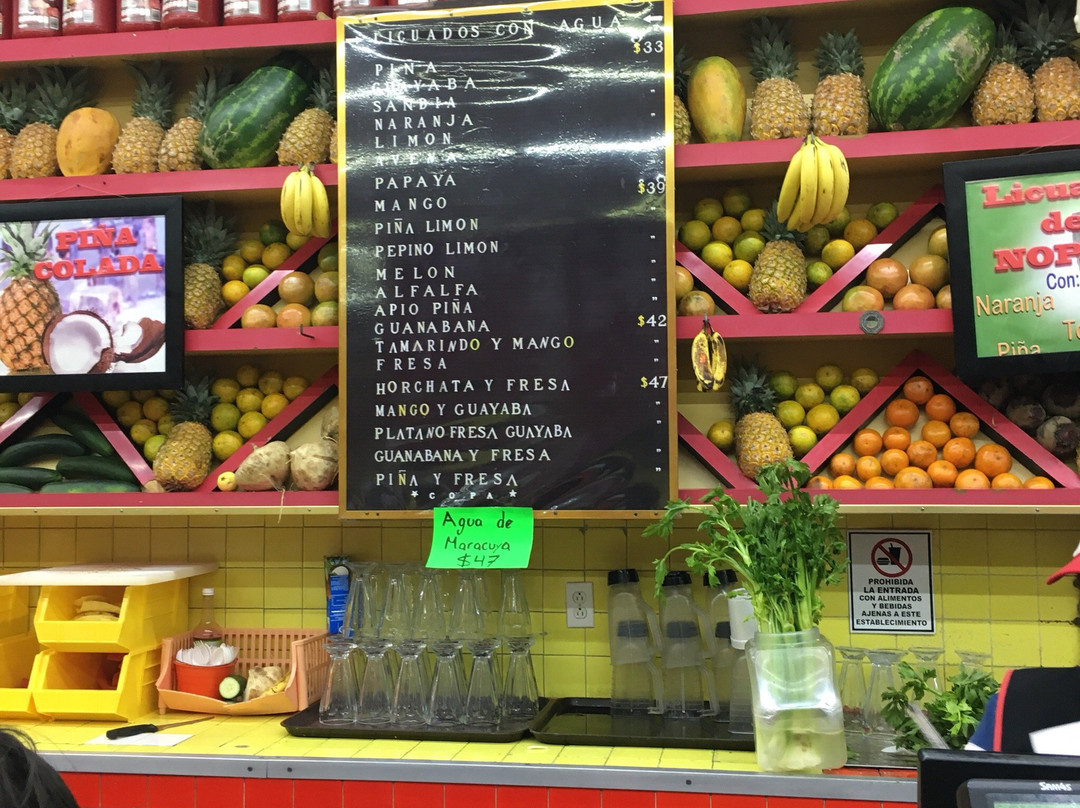 LICUADOS CON AGUA
$33
PIÑA
GUAYABA "
SANDIA "
NARANJA "
LIMON "
AVENA "
PAPAYA $39
MANGO
PIÑA LIMON "
PEPINO LIMON "
MELON "
ALFALFA "
APIO PIÑA "
GUANABANA $42
TAMARINDO Y MANGO "
FRESA "
HORCHATA Y FRESA $47
MANGO Y GUAYABA "
PLATANO FRESA GUAYABA "
GUANABANA Y FRESA "
PIÑA Y FRESA "
*COPA*
Agua de
Maracuya
$47
PIÑA
COLADA
Licua
de
NOP
Con:
Naranja
To
Piña
PROHIBIDA
LA ENTRADA
CON ALIMENTOS
Y BEBIDAS
AJENAS A ESTE
ESTABLECIMIENTO
SAM4S